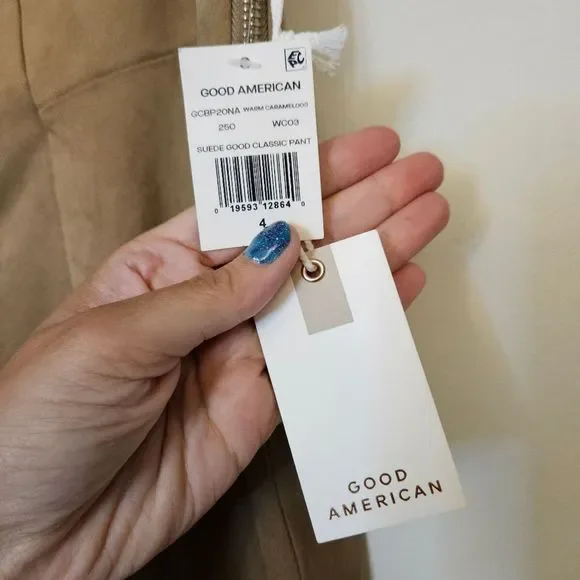 GOOD AMERICAN
GCBP20NA WARM CARAMEL003
250 WC03
SUEDE GOOD CLASSIC PANT
0 19593 12864 0
4
GOOD
AMERICAN